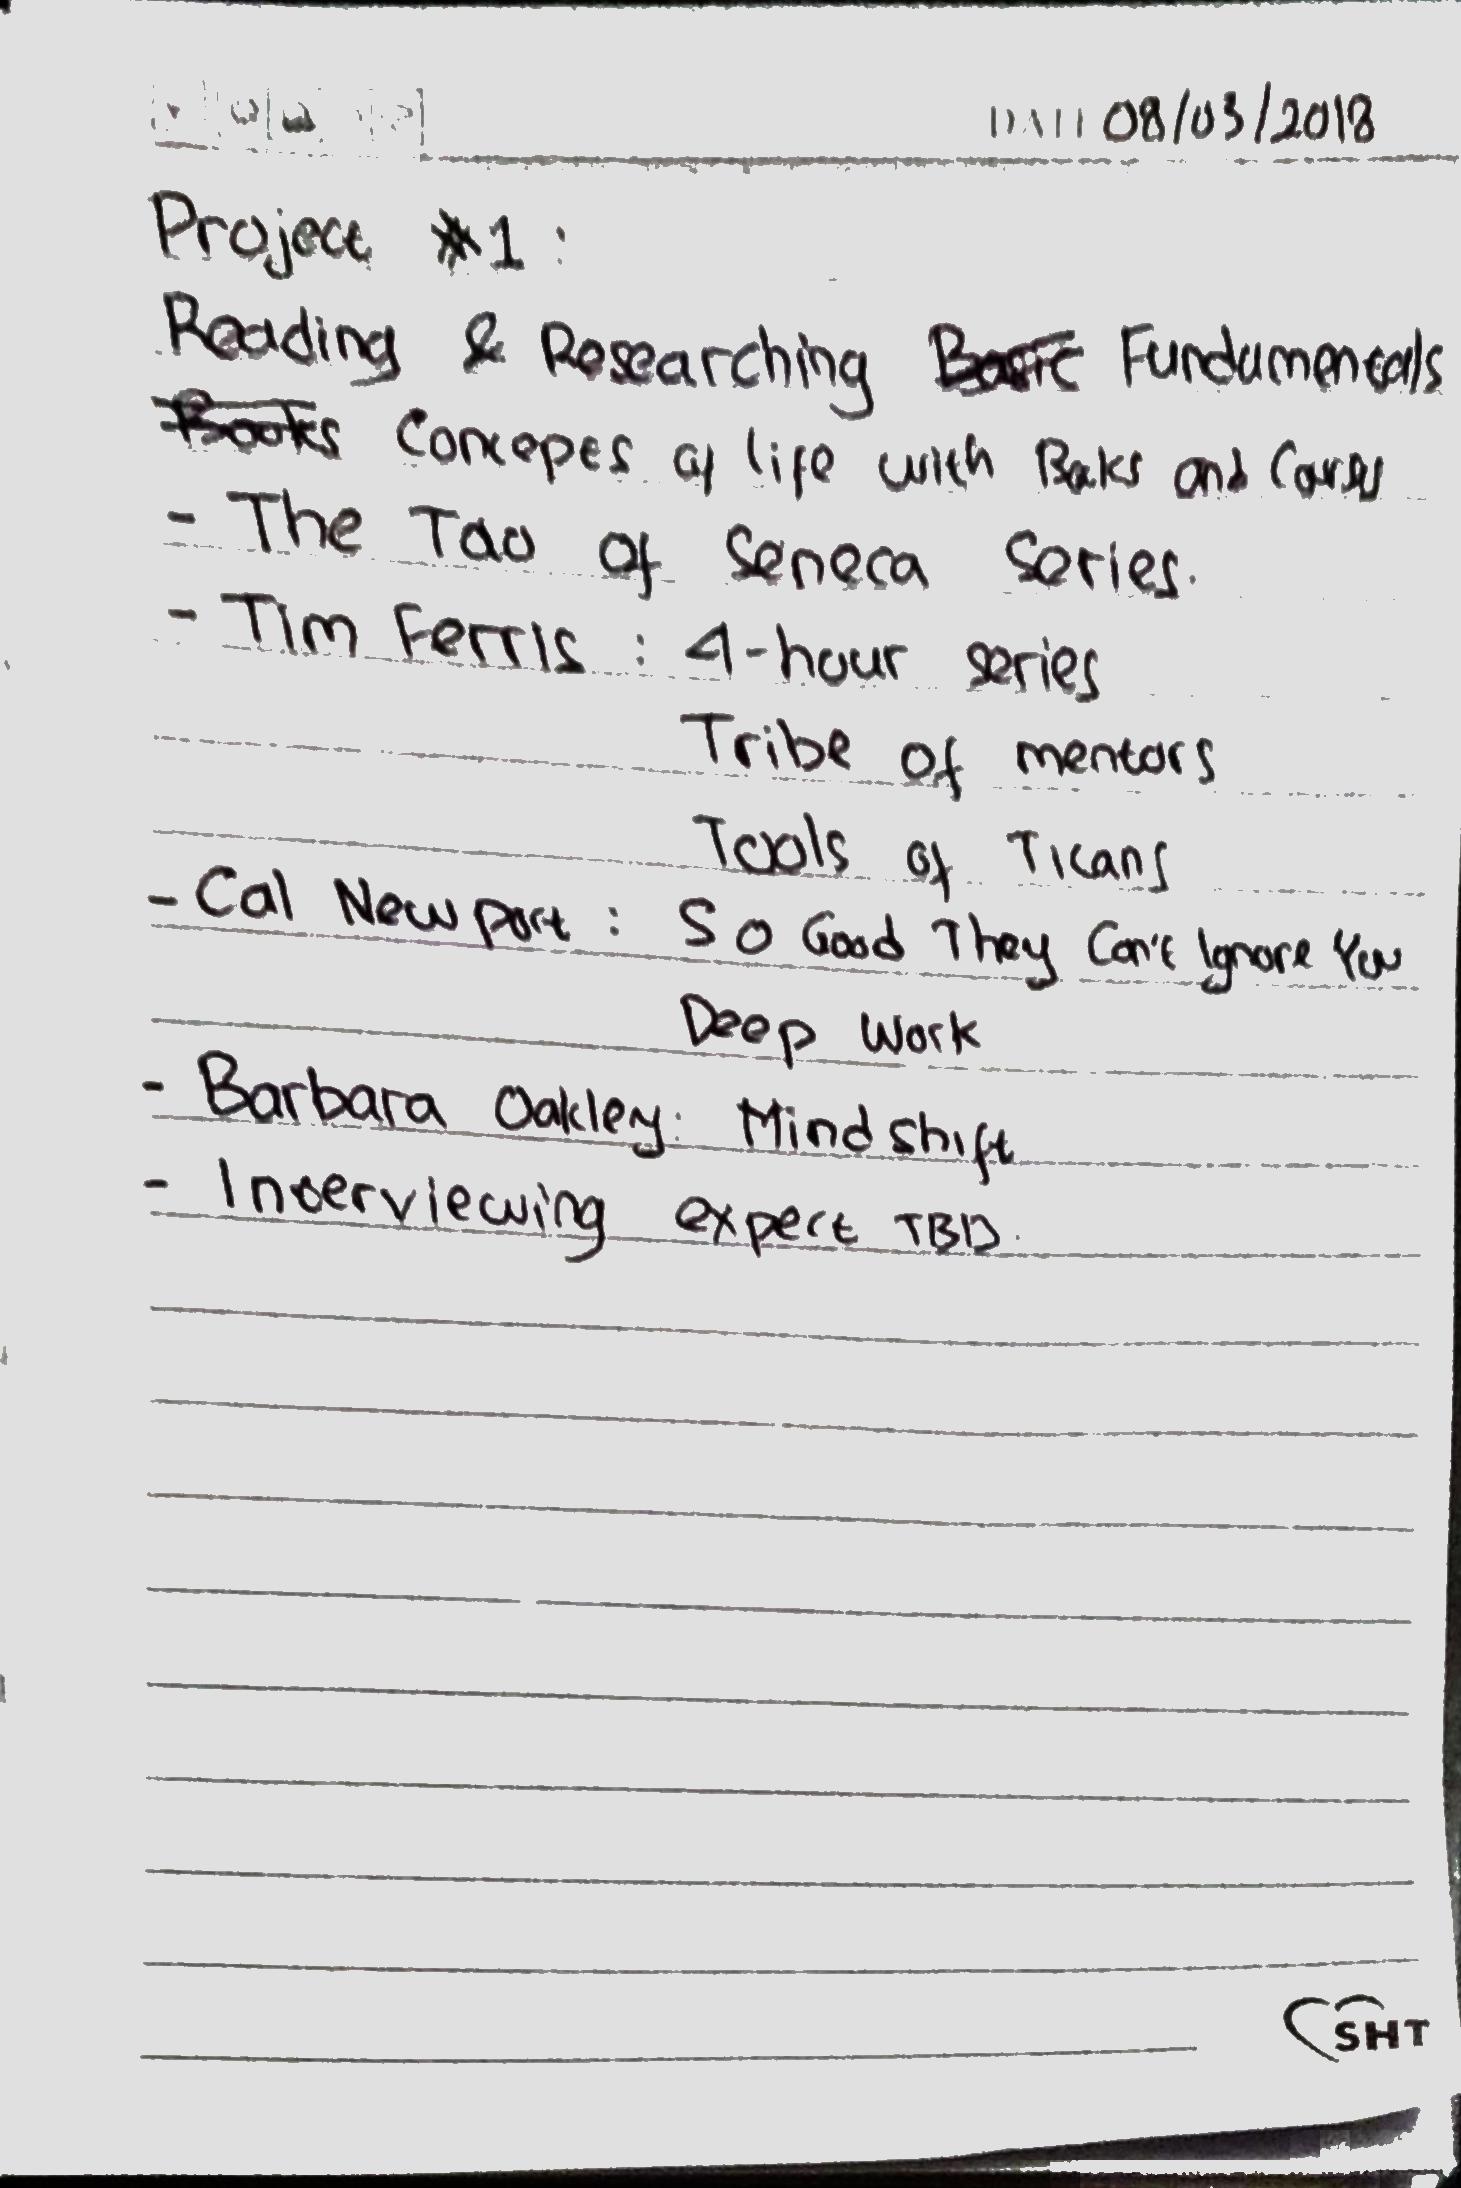 DATE 08/03/2018
Project #1 :
Reading & Researching Basic Fundamentals
Books Concepts of life with Books and Courses
- The Tao of Seneca Series.
- Tim Ferris : 4-hour series
Tribe of mentors
Tools of Titans
- Cal Newport : So Good They Can't Ignore You
Deep Work
- Barbara Oakley: Mindshift
- Interviewing expert TBD.
SHT